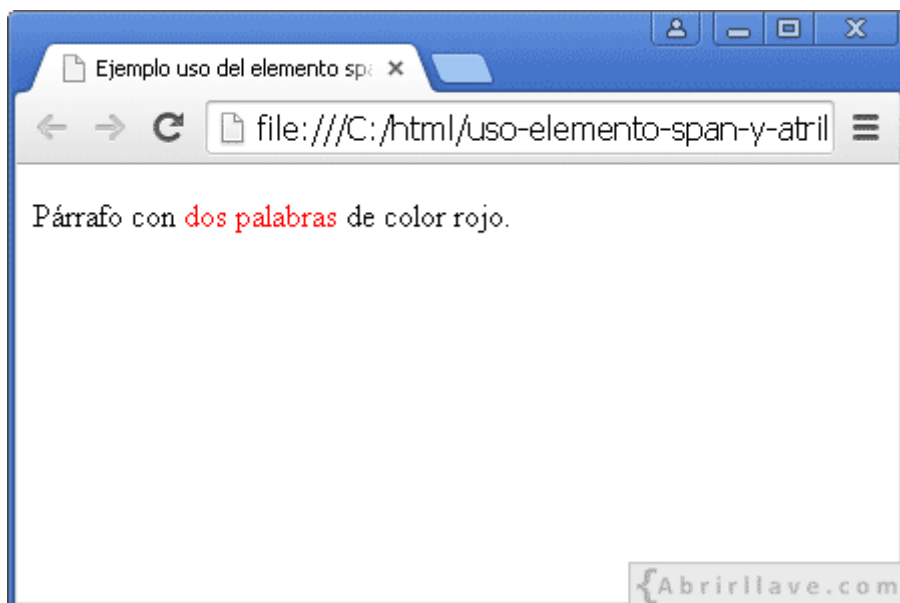 Ejemplo uso del elemento spa
file:///C:/html/uso-elemento-span-y-atril
Párrafo con dos palabras de color rojo.
{Abrirllave.com